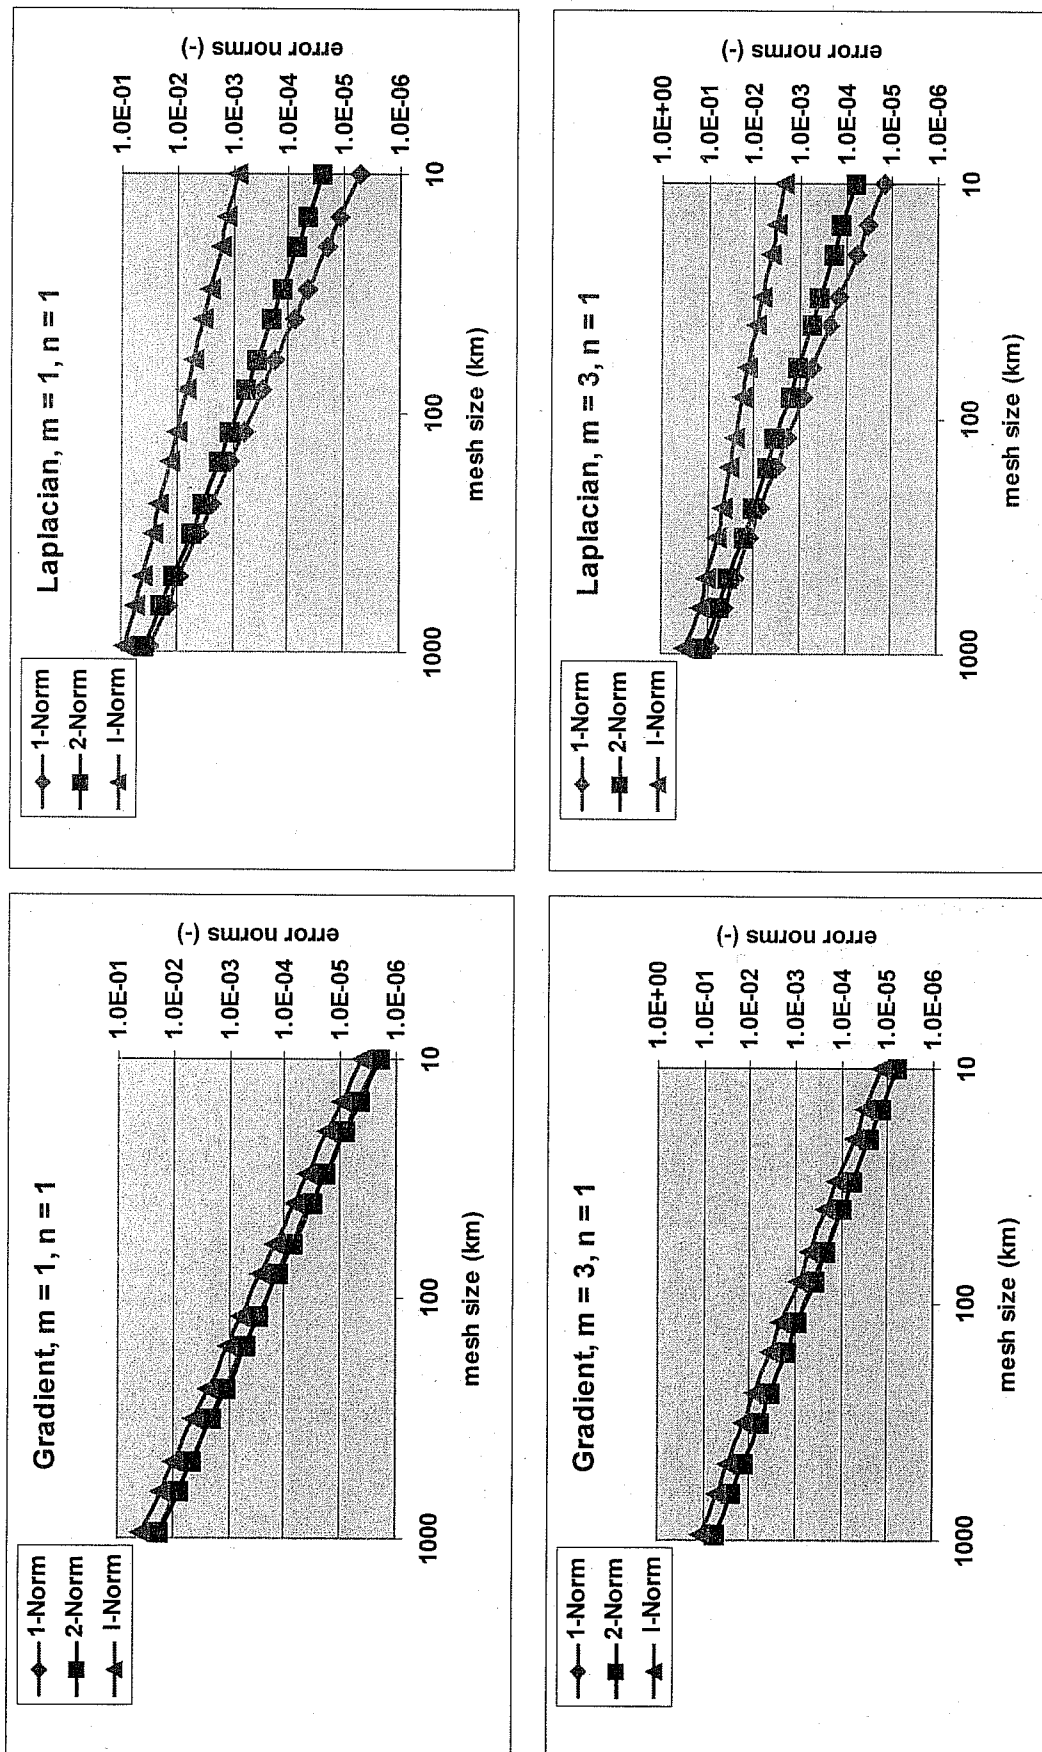 Gradient, m = 1, n = 1
1-Norm
2-Norm
I-Norm
1.0E-01
1.0E-02
1.0E-03
1.0E-04
1.0E-05
1.0E-06
error norms (-)
1000
100
10
mesh size (km)
Laplacian, m = 1, n = 1
1-Norm
2-Norm
I-Norm
1.0E-01
1.0E-02
1.0E-03
1.0E-04
1.0E-05
1.0E-06
error norms (-)
1000
100
10
mesh size (km)
Gradient, m = 3, n = 1
1-Norm
2-Norm
I-Norm
1.0E+00
1.0E-01
1.0E-02
1.0E-03
1.0E-04
1.0E-05
1.0E-06
error norms (-)
1000
100
10
mesh size (km)
Laplacian, m = 3, n = 1
1-Norm
2-Norm
I-Norm
1.0E+00
1.0E-01
1.0E-02
1.0E-03
1.0E-04
1.0E-05
1.0E-06
error norms (-)
1000
100
10
mesh size (km)